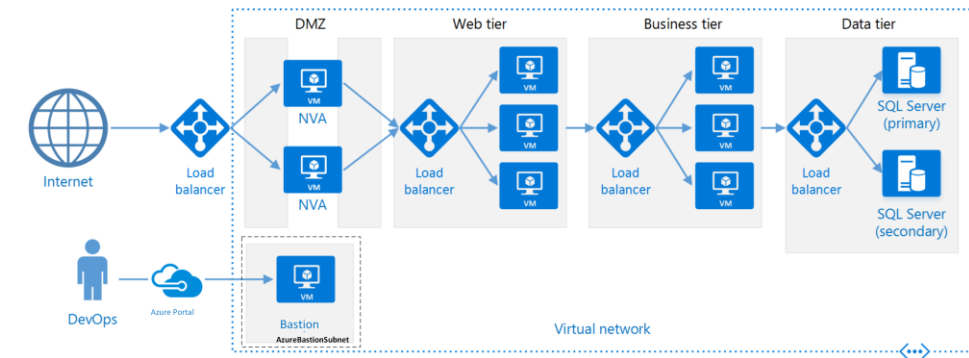 DMZ
Web tier
Business tier
Data tier
VM
NVA
VM
NVA
VM
VM
VM
VM
VM
VM
SQL Server
(primary)
SQL Server
(secondary)
Internet
Load
balancer
Load
balancer
Load
balancer
Load
balancer
DevOps
Azure Portal
VM
Bastion
AzureBastionSubnet
Virtual network